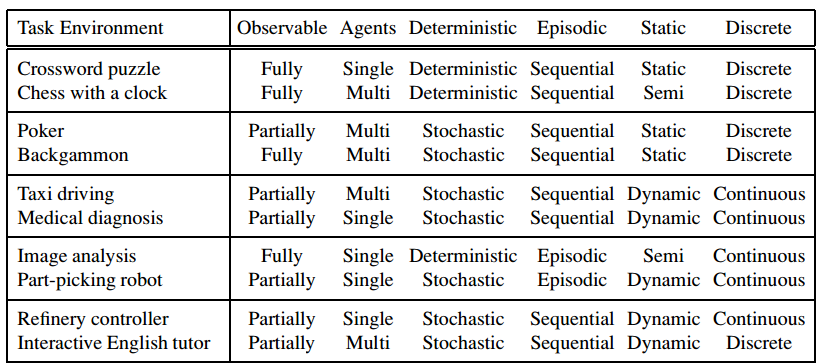 Task Environment Observable Agents Deterministic Episodic Static Discrete
Crossword puzzle Fully Single Deterministic Sequential Static Discrete
Chess with a clock Fully Multi Deterministic Sequential Semi Discrete
Poker Partially Multi Stochastic Sequential Static Discrete
Backgammon Fully Multi Stochastic Sequential Static Discrete
Taxi driving Partially Multi Stochastic Sequential Dynamic Continuous
Medical diagnosis Partially Single Stochastic Sequential Dynamic Continuous
Image analysis Fully Single Deterministic Episodic Semi Continuous
Part-picking robot Partially Single Stochastic Episodic Dynamic Continuous
Refinery controller Partially Single Stochastic Sequential Dynamic Continuous
Interactive English tutor Partially Multi Stochastic Sequential Dynamic Discrete